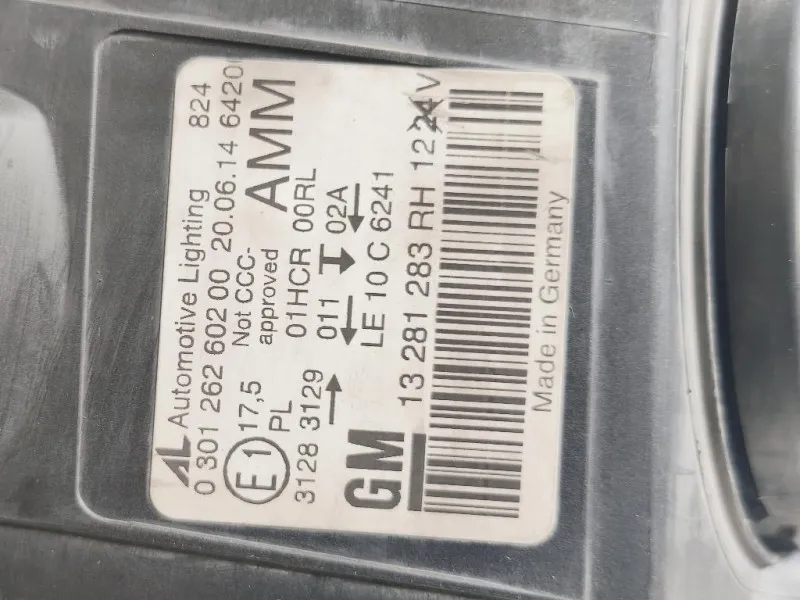 AL Automotive Lighting 824
0 301 262 602 00 20.06.14 6420
E1 17,5 Not CCC-
PL approved AMM
01HCR 00RL
3128 3129 011 02A
LE 10 C 6241
GM 13 281 283 RH 12 24 V
Made in Germany